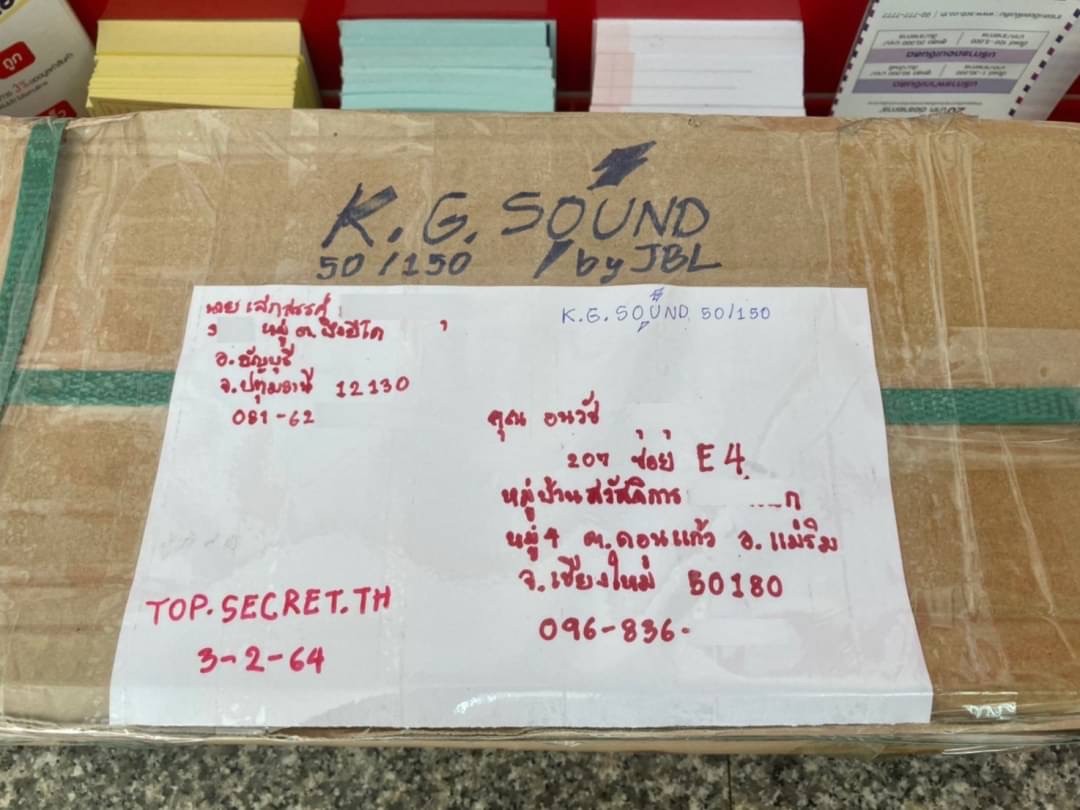 ถูก
K.G. SOUND
50/150 by JBL
K.G. SOUND 50/150
นายเสกสรรค์
3 หมู่ ต.บึงยี่โถ
อ.ธัญบุรี
จ.ปทุมธานี 12130
081-62
คุณ อนวัช
207 ซ่อย E4
หมู่บ้านสวัสดิการ ก
หมู่4 ต.ดอนแก้ว อ.แม่ริม
จ.เชียงใหม่ 50180
096-836-
TOP.SECRET.TH
3-2-64